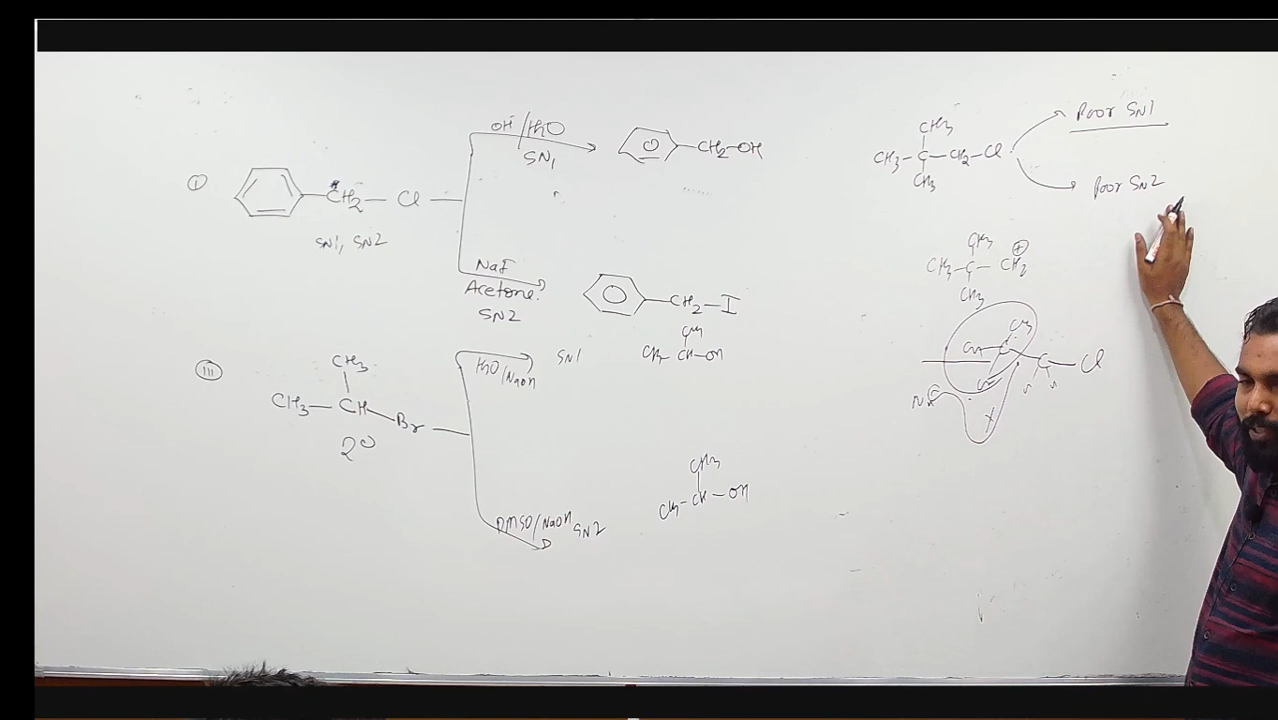 ①
CH2 — Cl
SN1, SN2
OH⁻/H2O
SN1
CH2—OH
NaI
Acetone
SN2
CH2—I
III
CH3
CH3—CH—Br
2°
H2O/NaOH
SN1
CH3
CH3—CH—OH
DMSO/NaOH
SN2
CH3
CH3—CH—OH
CH3
CH3—C—CH2—Cl
CH3
Poor SN1
Poor SN2
CH3
CH3—C—CH2 ⊕
CH3
CH3
C—Cl
X